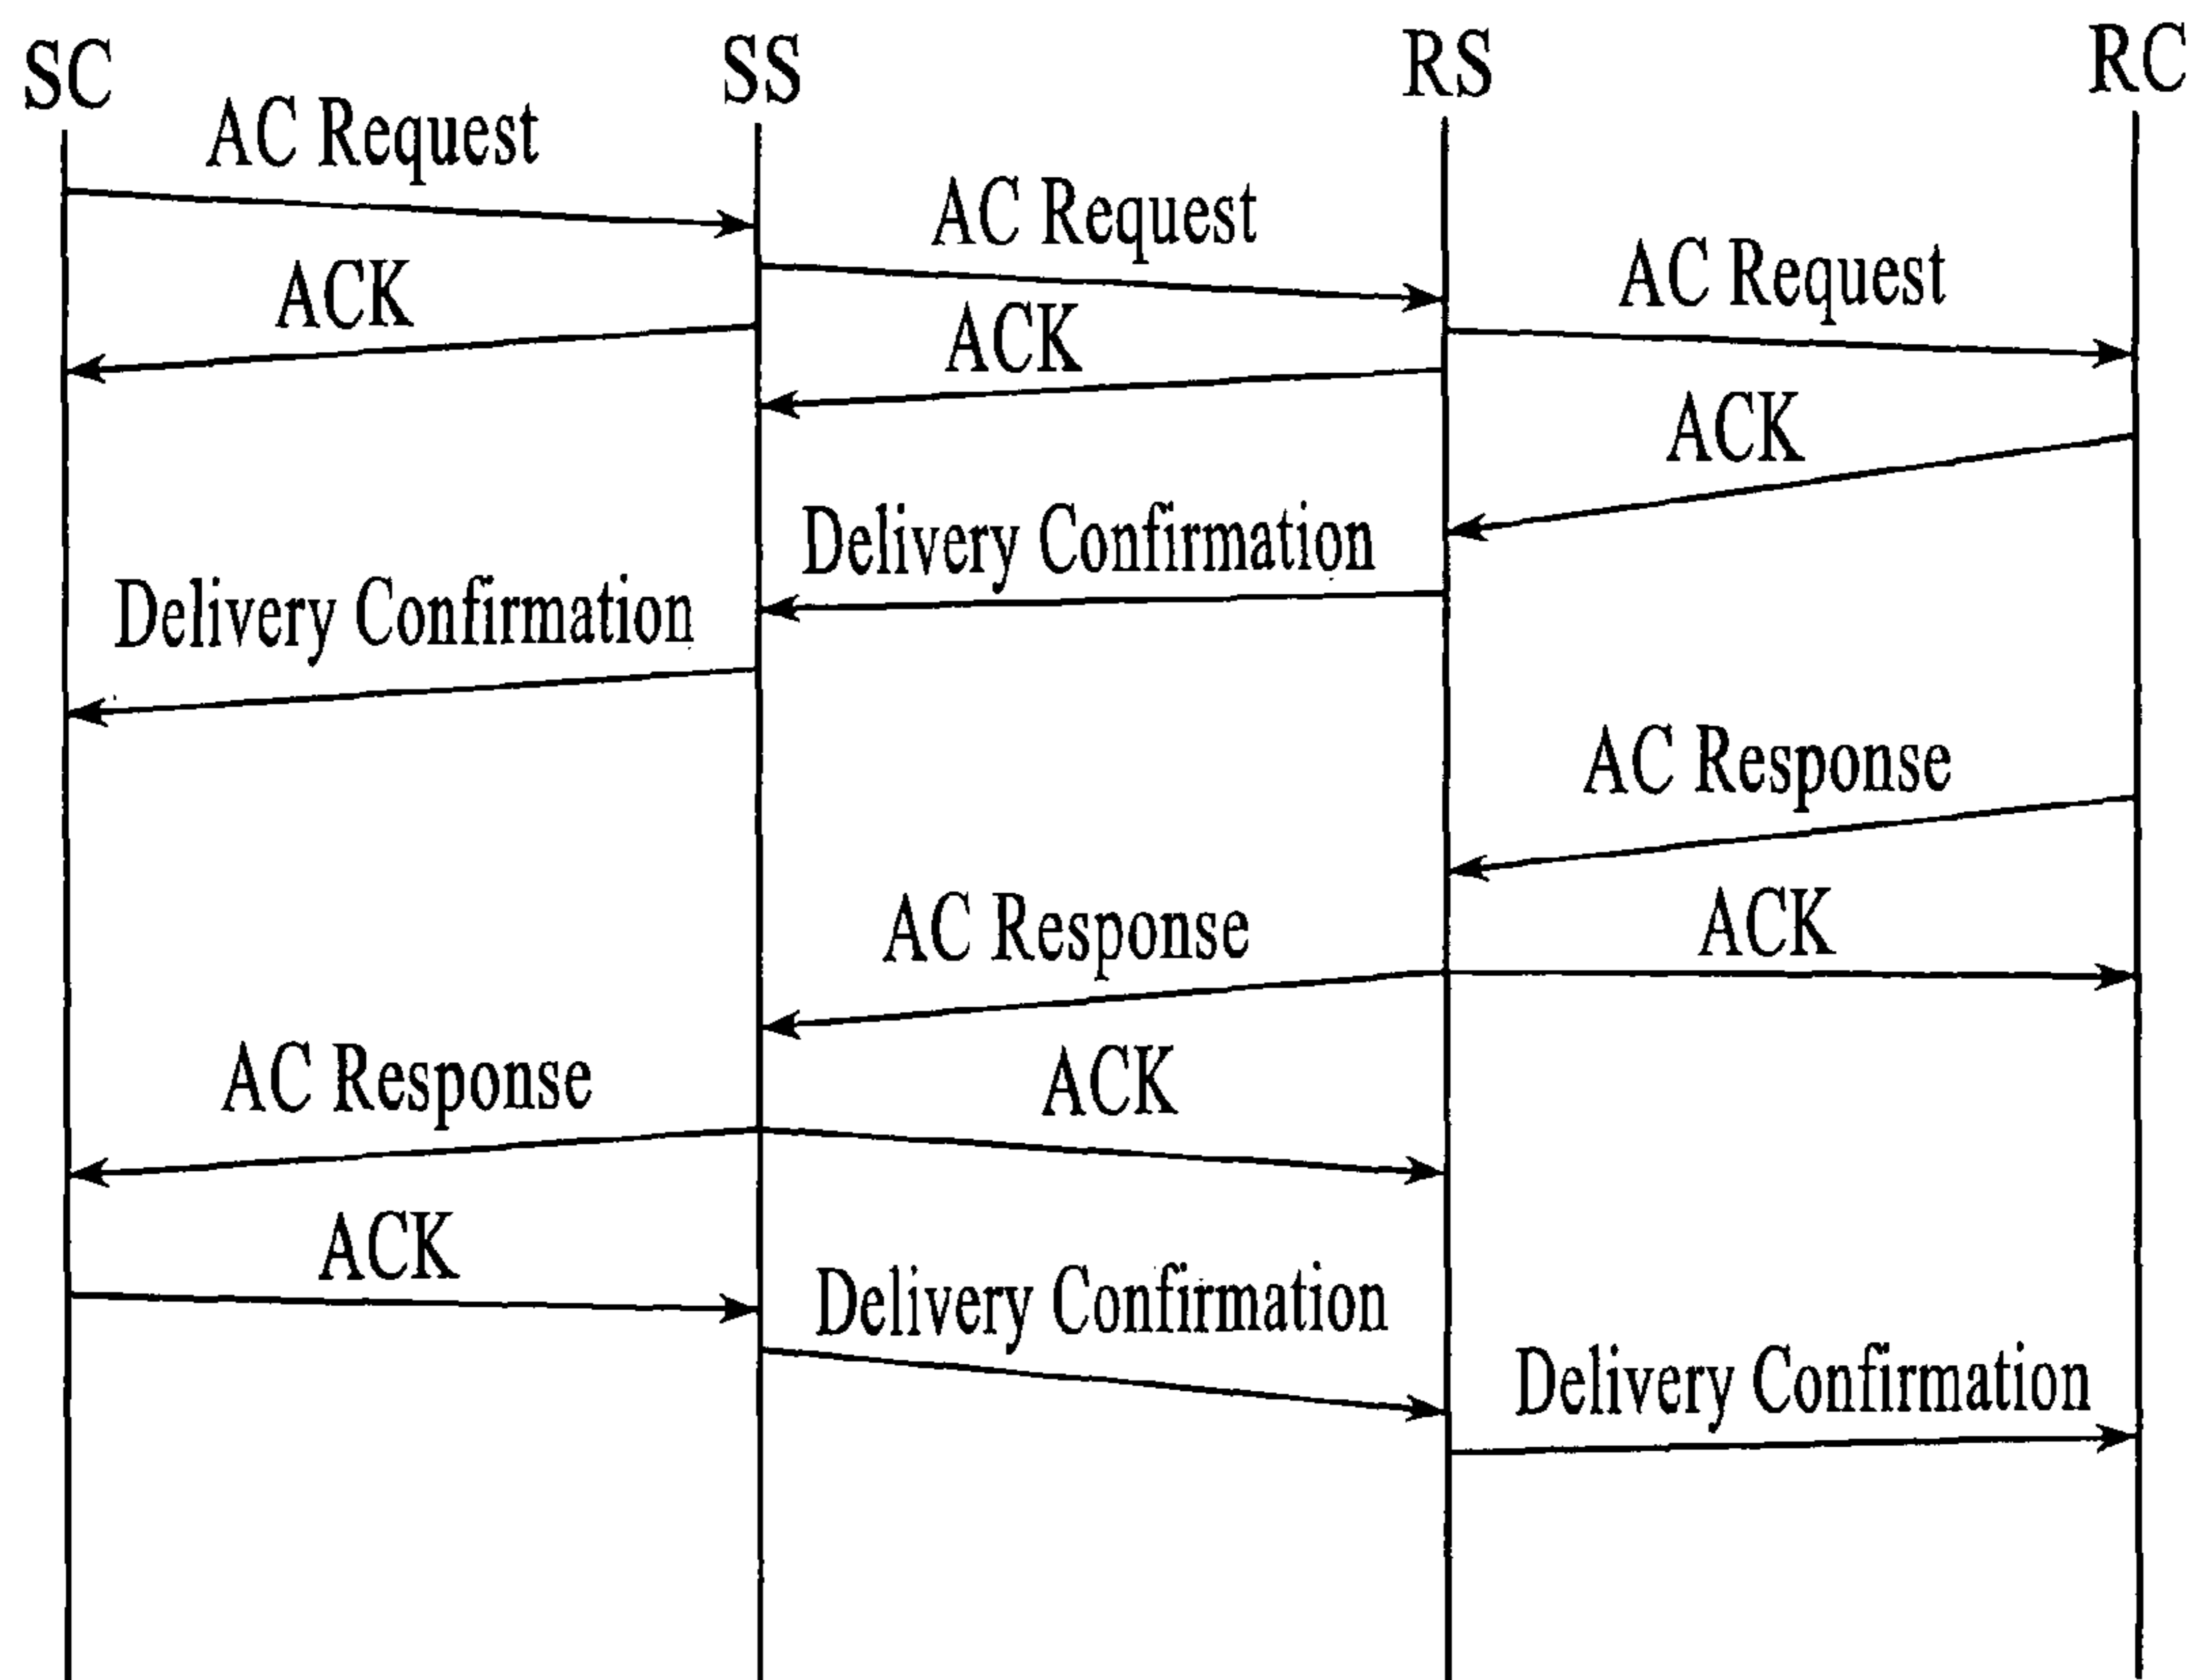 SC
SS
RS
RC
AC Request
AC Request
AC Request
ACK
ACK
ACK
Delivery Confirmation
Delivery Confirmation
AC Response
AC Response
ACK
AC Response
ACK
ACK
Delivery Confirmation
Delivery Confirmation